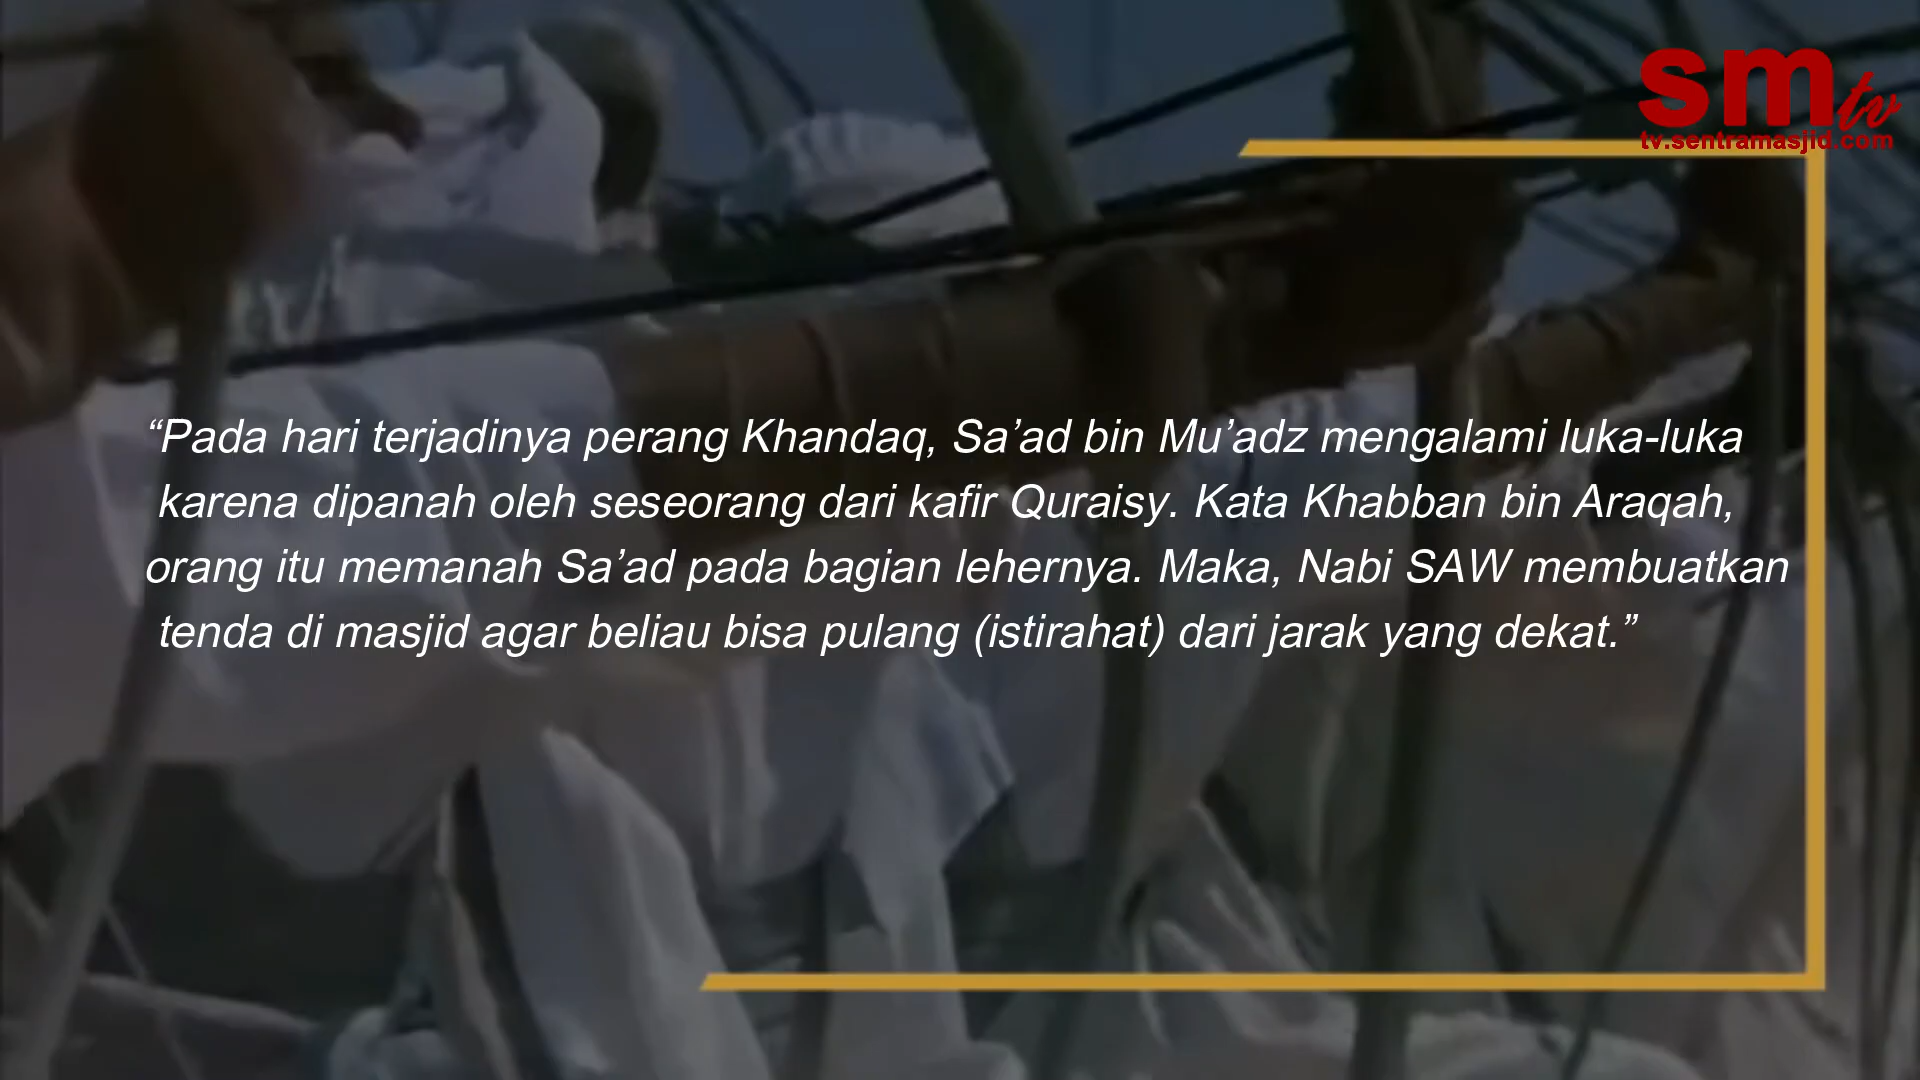 smtv
tv.sentramasjid.com
“Pada hari terjadinya perang Khandaq, Sa’ad bin Mu’adz mengalami luka-luka
karena dipanah oleh seseorang dari kafir Quraisy. Kata Khabban bin Araqah,
orang itu memanah Sa’ad pada bagian lehernya. Maka, Nabi SAW membuatkan
tenda di masjid agar beliau bisa pulang (istirahat) dari jarak yang dekat.”